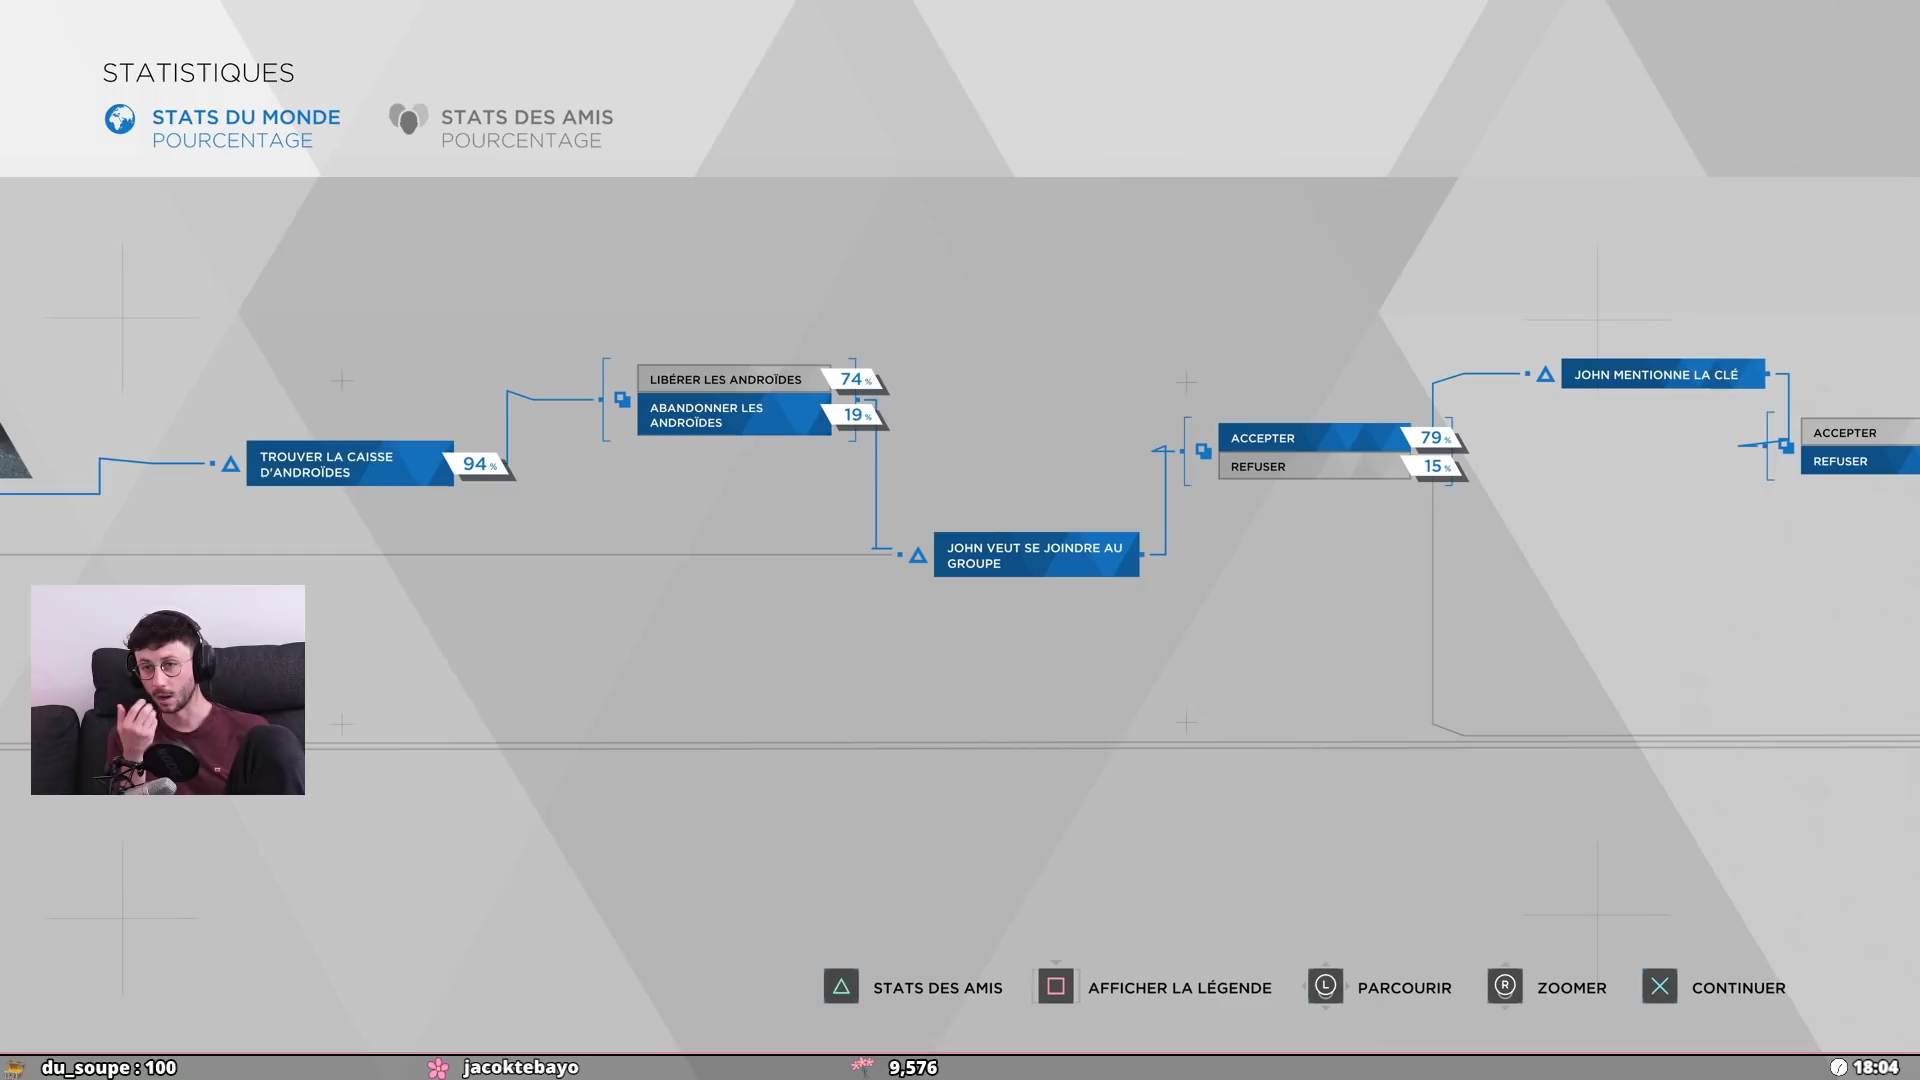 STATISTIQUES
STATS DU MONDE
POURCENTAGE
STATS DES AMIS
POURCENTAGE
TROUVER LA CAISSE
D'ANDROÏDES
94 %
LIBÉRER LES ANDROÏDES
74 %
ABANDONNER LES
ANDROÏDES
19 %
JOHN VEUT SE JOINDRE AU
GROUPE
ACCEPTER
79 %
REFUSER
15 %
JOHN MENTIONNE LA CLÉ
ACCEPTER
REFUSER
STATS DES AMIS
AFFICHER LA LÉGENDE
L
PARCOURIR
R
ZOOMER
CONTINUER
du_soupe : 100
jacoktebayo
9,576
18:04